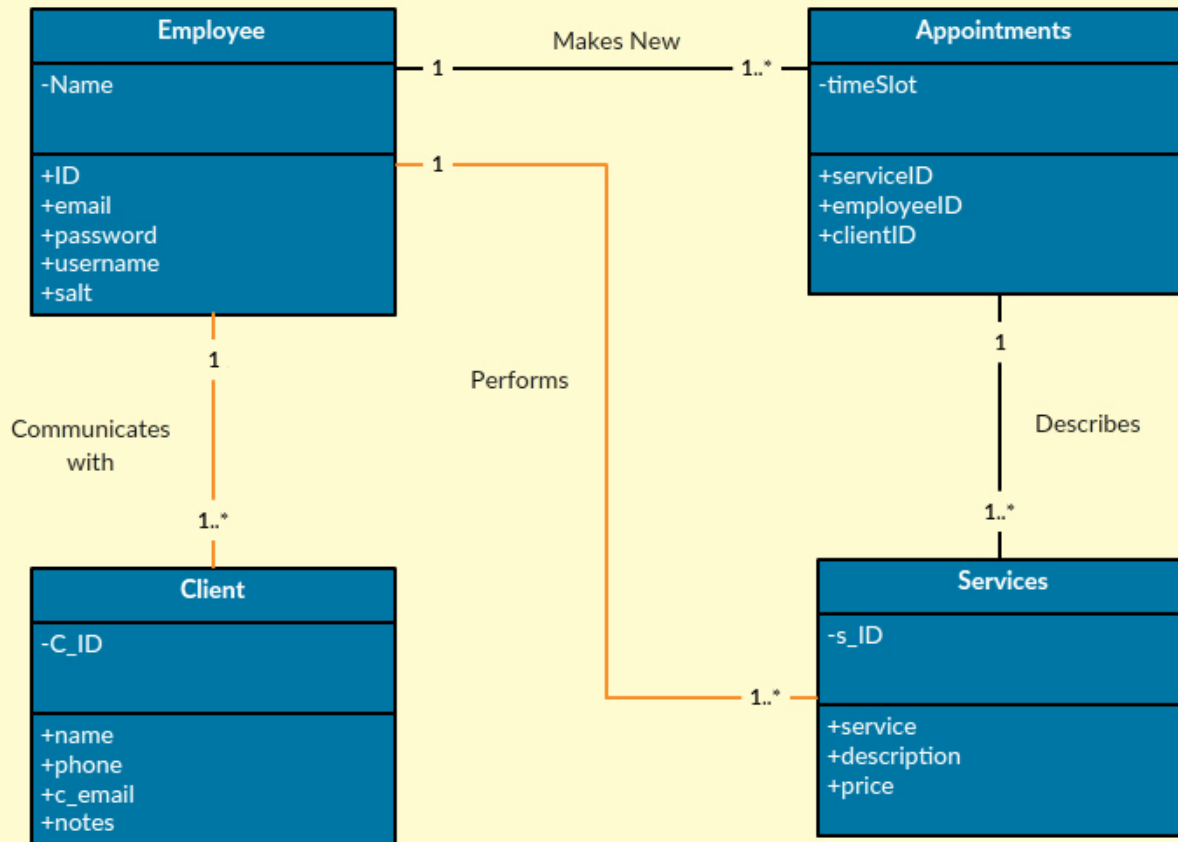 Employee
-Name
+ID
+email
+password
+username
+salt
Makes New
1
1..*
Appointments
-timeSlot
+serviceID
+employeeID
+clientID
1
Performs
1..*
1
Communicates
with
1..*
1
Describes
1..*
Client
-C_ID
+name
+phone
+c_email
+notes
Services
-s_ID
+service
+description
+price